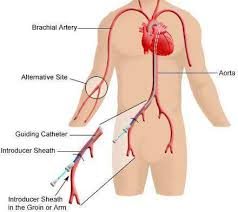 Brachial Artery
Alternative Site
Aorta
Guiding Catheter
Introducer Sheath
Introducer Sheath
in the Groin or Arm